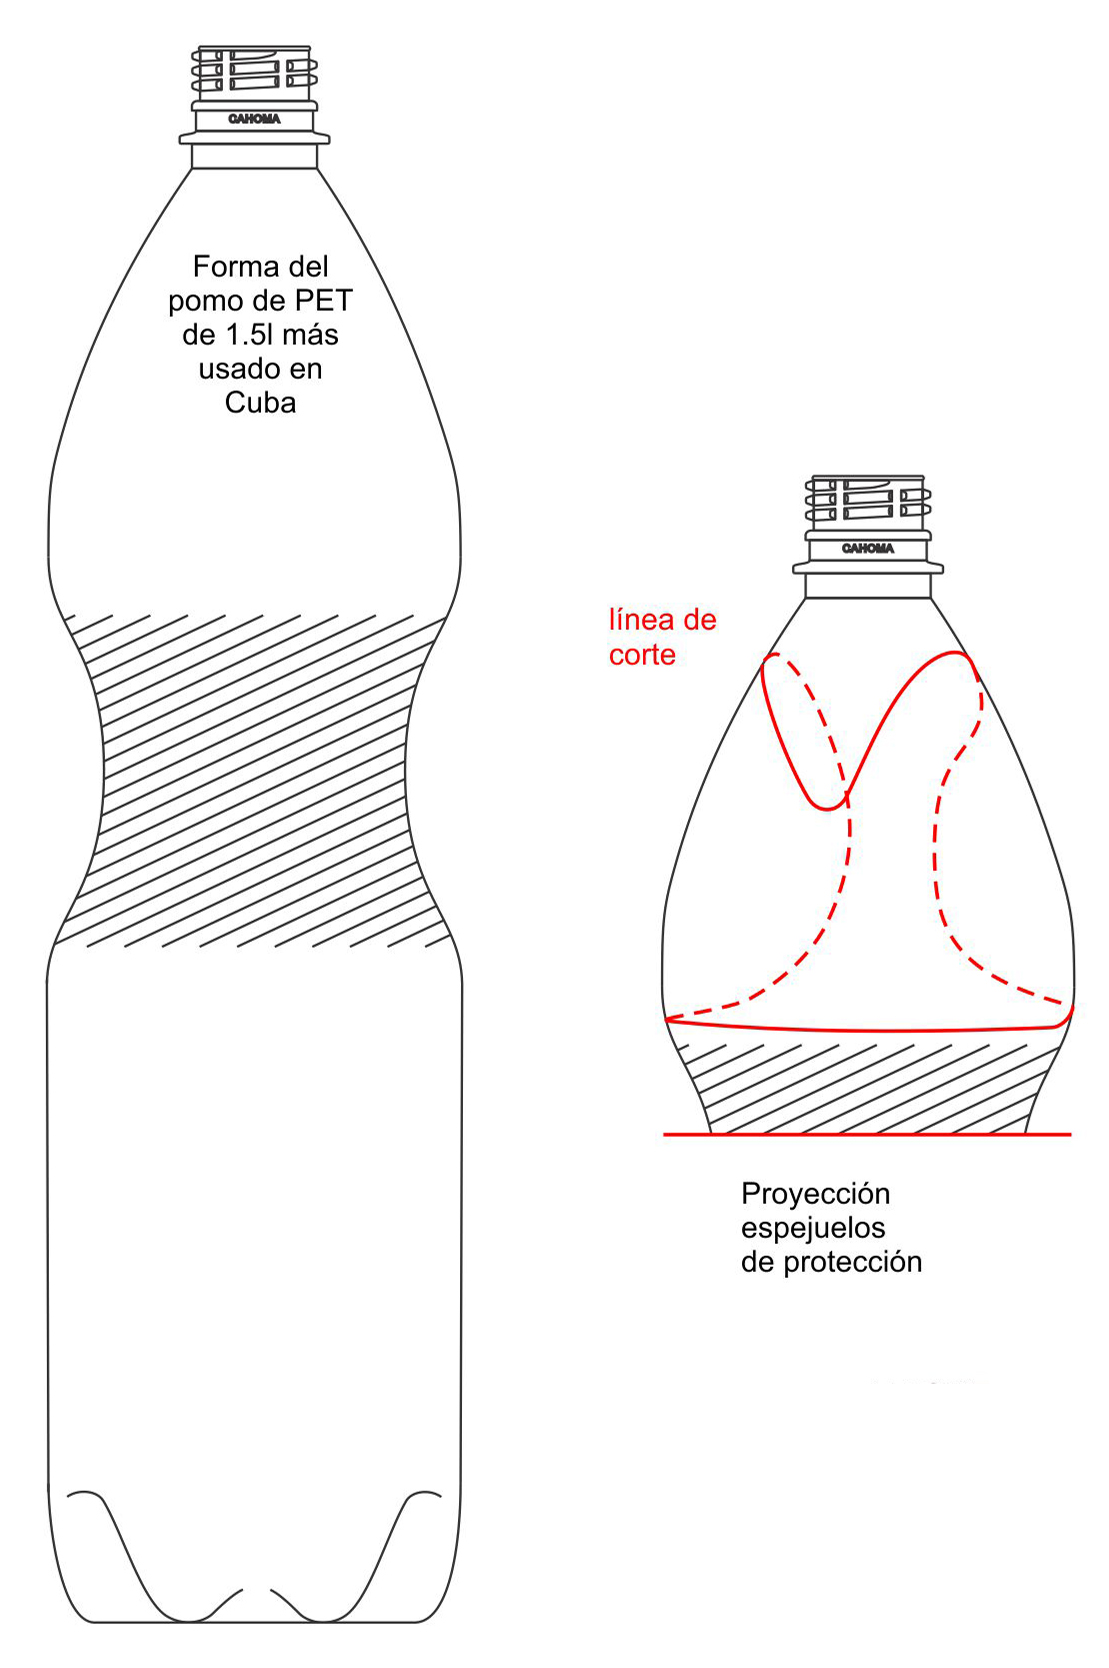 CAHOMA
Forma del
pomo de PET
de 1.5l más
usado en
Cuba
CAHOMA
línea de
corte
Proyección
espejuelos
de protección